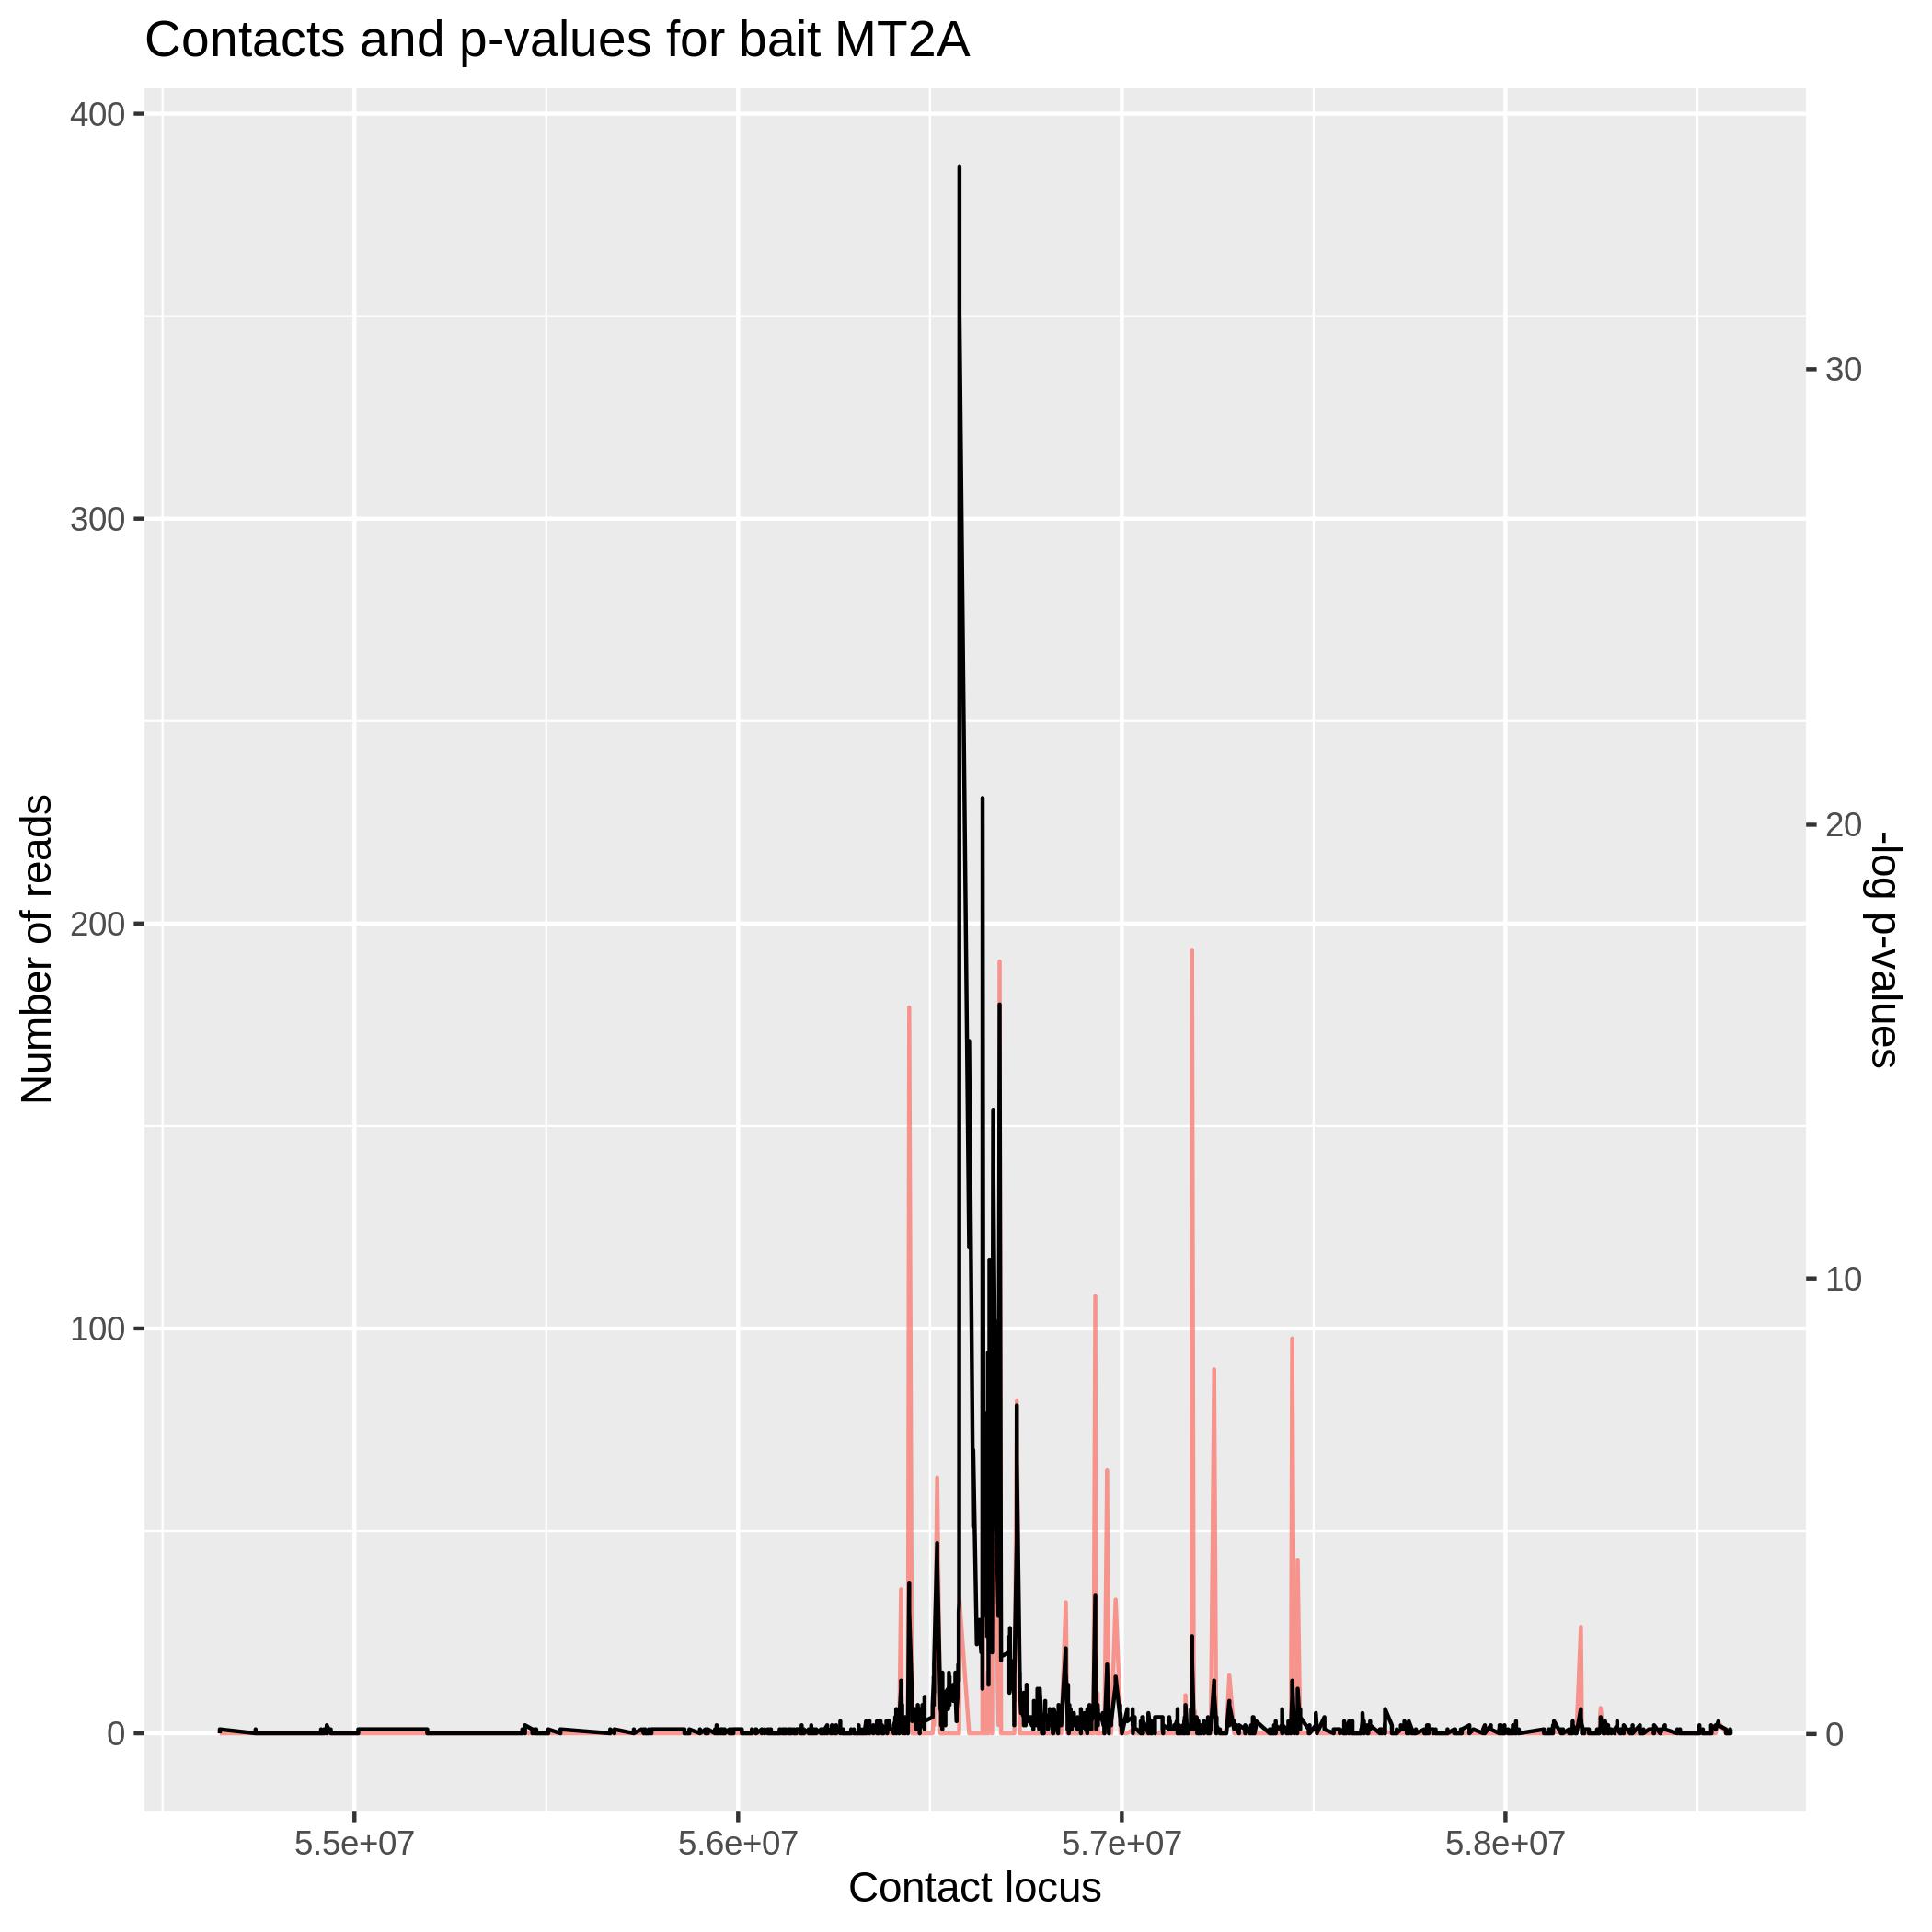 Contacts and p-values for bait MT2A
400
300
200
100
0
Number of reads
30
20
10
0
-log p-values
5.5e+07
5.6e+07
5.7e+07
5.8e+07
Contact locus